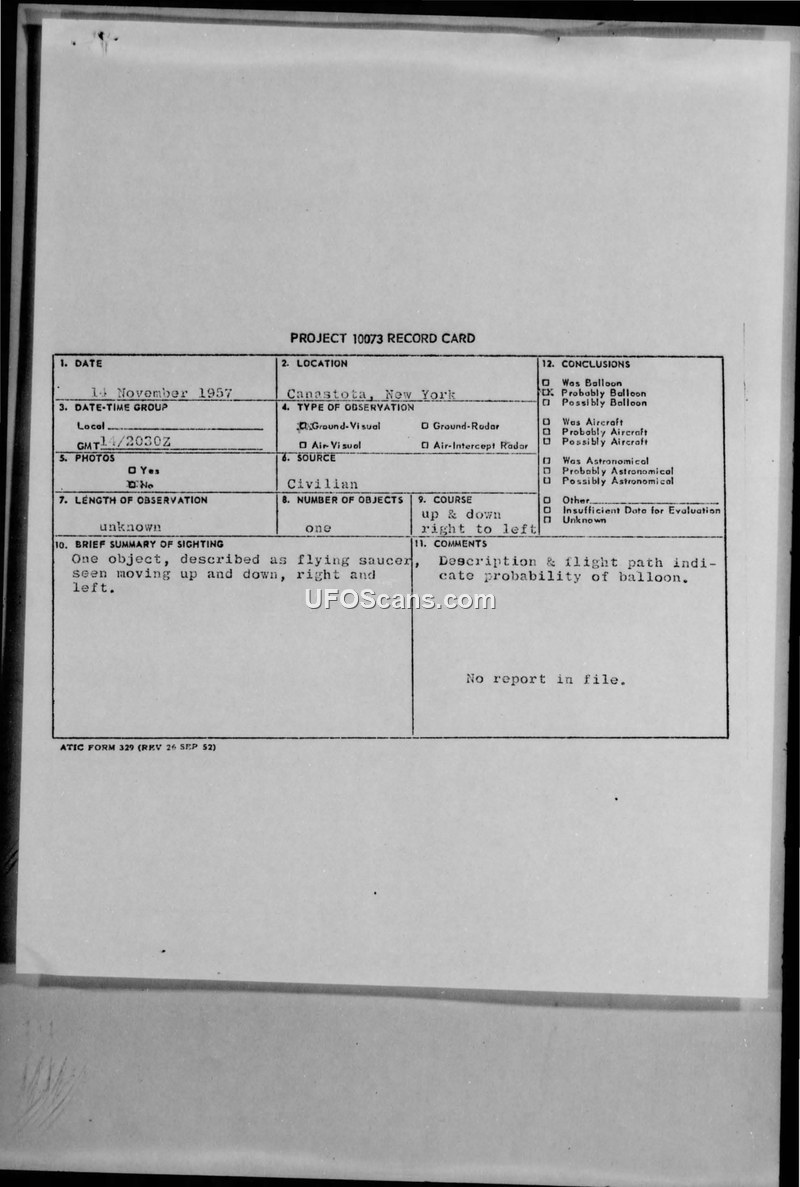 PROJECT 10073 RECORD CARD
1. DATE
14 November 1957
2. LOCATION
Canastota, New York
3. DATE-TIME GROUP
Local
GMT 14/2030Z
4. TYPE OF OBSERVATION
Ground-Visual
Ground-Radar
Air-Visual
Air-Intercept Radar
5. PHOTOS
Yes
No
6. SOURCE
Civilian
7. LENGTH OF OBSERVATION
unknown
8. NUMBER OF OBJECTS
one
9. COURSE
up & down
right to left
10. BRIEF SUMMARY OF SIGHTING
One object, described as flying saucer,
seen moving up and down, right and
left.
11. COMMENTS
Description & flight path indi-
cate probability of balloon.
No report in file.
12. CONCLUSIONS
Was Balloon
Probably Balloon
Possibly Balloon
Was Aircraft
Probably Aircraft
Possibly Aircraft
Was Astronomical
Probably Astronomical
Possibly Astronomical
Other
Insufficient Data for Evaluation
Unknown
ATIC FORM 329 (REV 26 SEP 52)
UFOScans.com